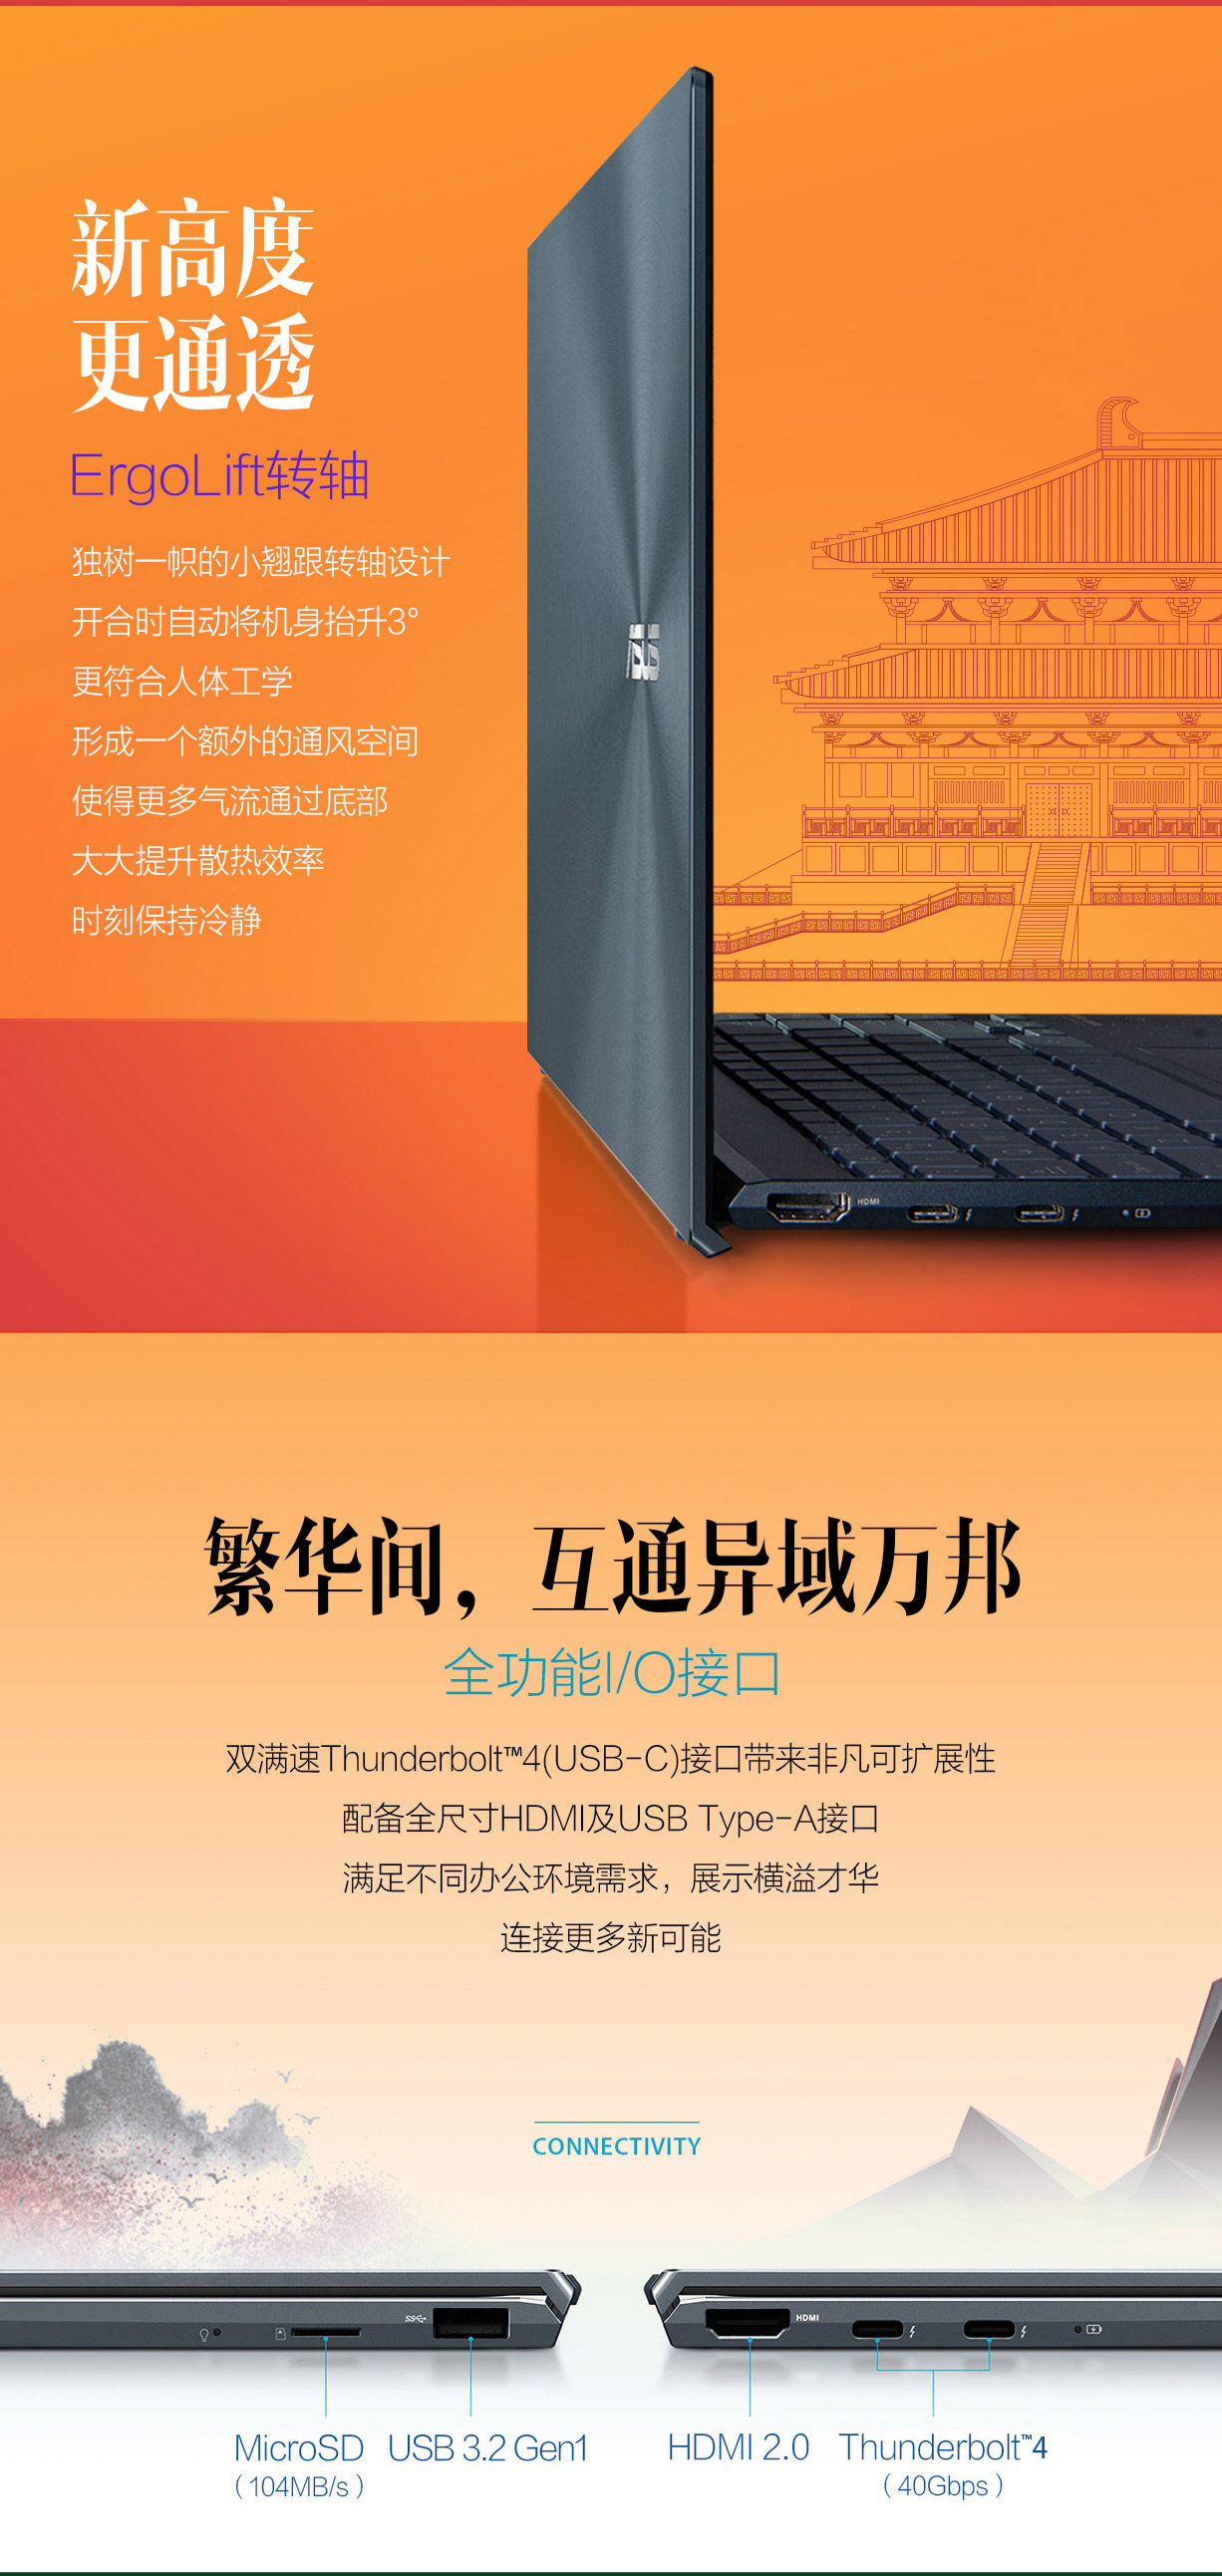 新高度
更通透
ErgoLift转轴
独树一帜的小翘跟转轴设计
开合时自动将机身抬升3°
更符合人体工学
形成一个额外的通风空间
使得更多气流通过底部
大大提升散热效率
时刻保持冷静
HDMI
繁华间，互通异域万邦
全功能I/O接口
双满速Thunderbolt™4(USB-C)接口带来非凡可扩展性
配备全尺寸HDMI及USB Type-A接口
满足不同办公环境需求，展示横溢才华
连接更多新可能
CONNECTIVITY
HDMI
MicroSD USB 3.2 Gen1 HDMI 2.0 Thunderbolt™4
（104MB/s） （40Gbps）